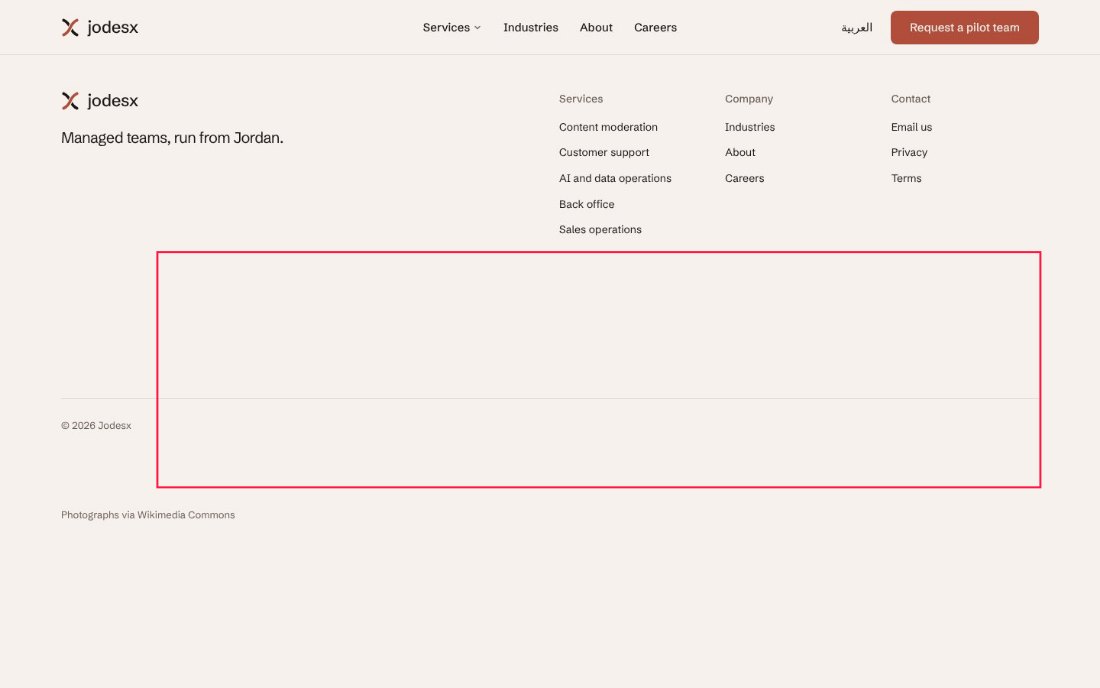 jodesx
Services
Industries
About
Careers
العربية
Request a pilot team
jodesx
Managed teams, run from Jordan.
Services
Content moderation
Customer support
AI and data operations
Back office
Sales operations
Company
Industries
About
Careers
Contact
Email us
Privacy
Terms
© 2026 Jodesx
Photographs via Wikimedia Commons